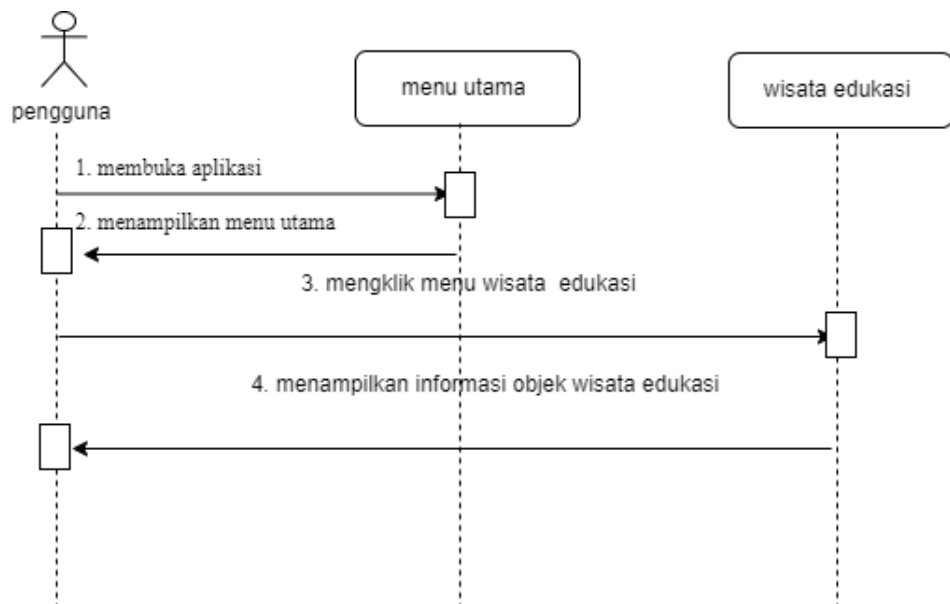 pengguna
menu utama
wisata edukasi
1. membuka aplikasi
2. menampilkan menu utama
3. mengklik menu wisata edukasi
4. menampilkan informasi objek wisata edukasi